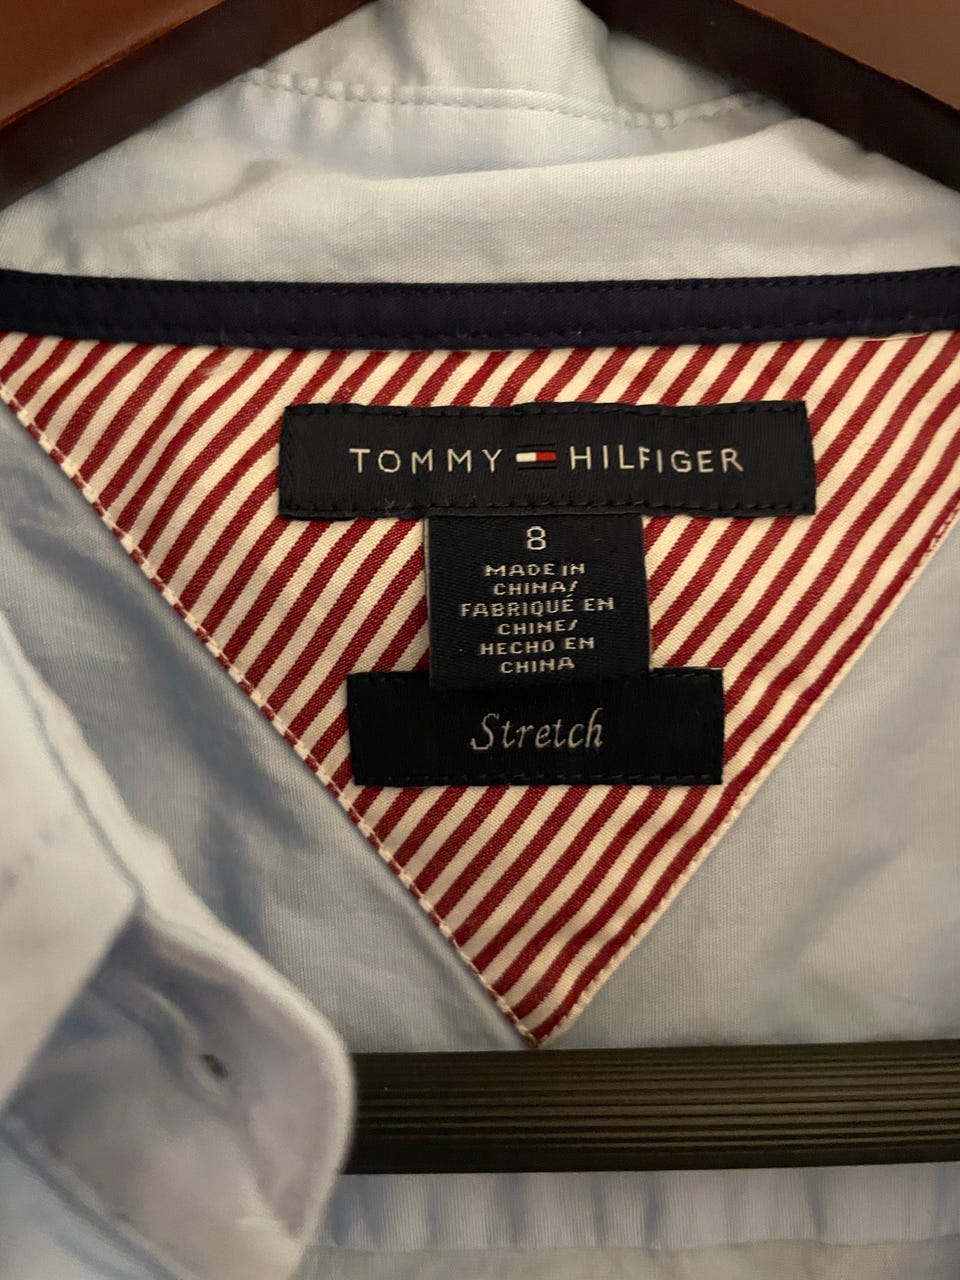 TOMMY HILFIGER
8
MADE IN
CHINA/
FABRIQUÉ EN
CHINE/
HECHO EN
CHINA
Stretch